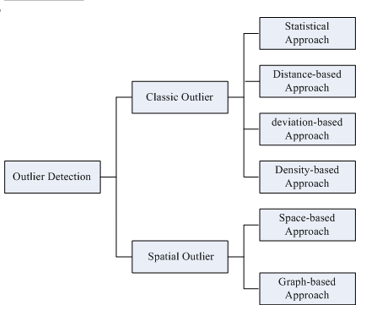 Statistical
Approach
Distance-based
Approach
Classic Outlier
deviation-based
Approach
Outlier Detection
Density-based
Approach
Space-based
Approach
Spatial Outlier
Graph-based
Approach